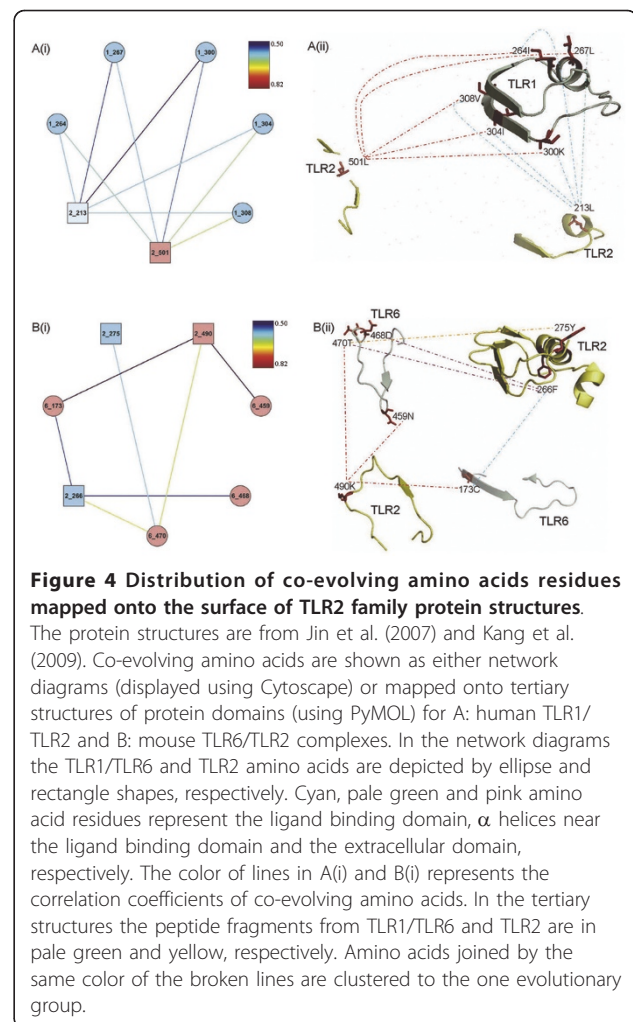 A(i)
1_267
1_300
0.50
0.82
1_264
1_304
2_213
1_308
2_501
A(ii)
264I
267L
TLR1
308V
304I
300K
TLR2
501L
213L
TLR2
B(i)
2_275
2_490
0.50
0.82
6_173
6_459
2_266
6_468
6_470
B(ii)
TLR6
468D
470T
275Y
TLR2
266F
459N
490K
173C
TLR2
TLR6
Figure 4 Distribution of co-evolving amino acids residues
mapped onto the surface of TLR2 family protein structures.
The protein structures are from Jin et al. (2007) and Kang et al.
(2009). Co-evolving amino acids are shown as either network
diagrams (displayed using Cytoscape) or mapped onto tertiary
structures of protein domains (using PyMOL) for A: human TLR1/
TLR2 and B: mouse TLR6/TLR2 complexes. In the network diagrams
the TLR1/TLR6 and TLR2 amino acids are depicted by ellipse and
rectangle shapes, respectively. Cyan, pale green and pink amino
acid residues represent the ligand binding domain, α helices near
the ligand binding domain and the extracellular domain,
respectively. The color of lines in A(i) and B(i) represents the
correlation coefficients of co-evolving amino acids. In the tertiary
structures the peptide fragments from TLR1/TLR6 and TLR2 are in
pale green and yellow, respectively. Amino acids joined by the
same color of the broken lines are clustered to the one evolutionary
group.